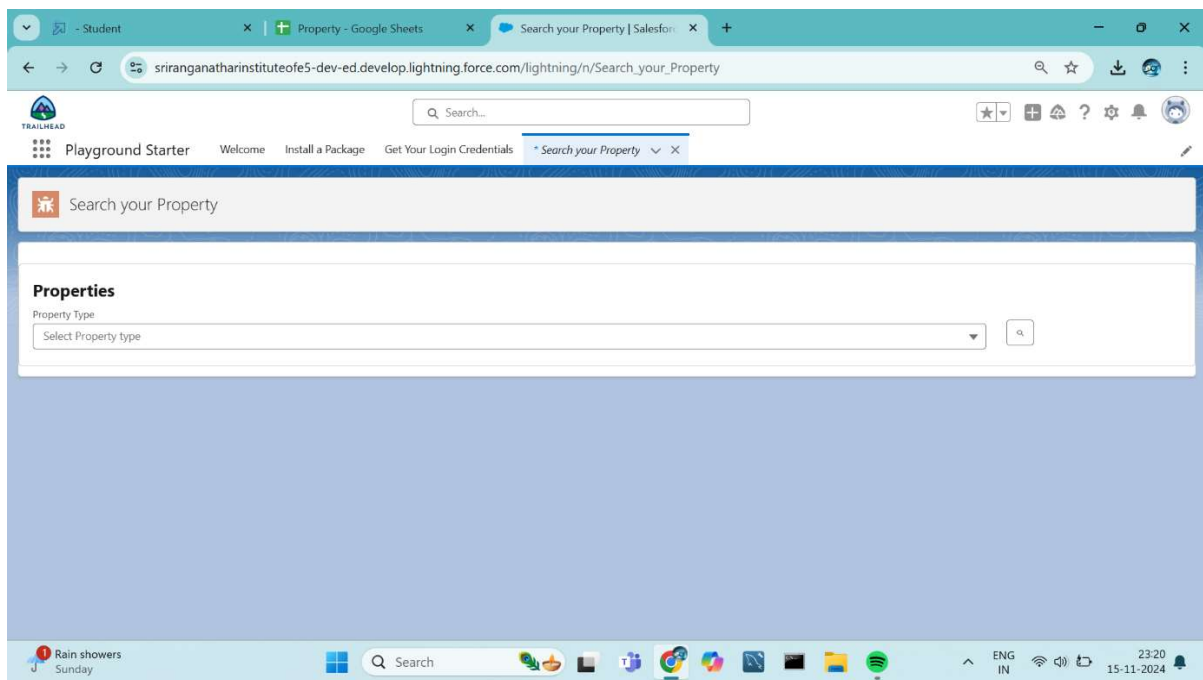 - Student
Property - Google Sheets
Search your Property | Salesfor
sriranganatharinstituteofe5-dev-ed.develop.lightning.force.com/lightning/n/Search_your_Property
TRAILHEAD
Search...
Playground Starter Welcome Install a Package Get Your Login Credentials * Search your Property
Search your Property
Properties
Property Type
Select Property type
1
Rain showers
Sunday
Search
ENG
IN
23:20
15-11-2024